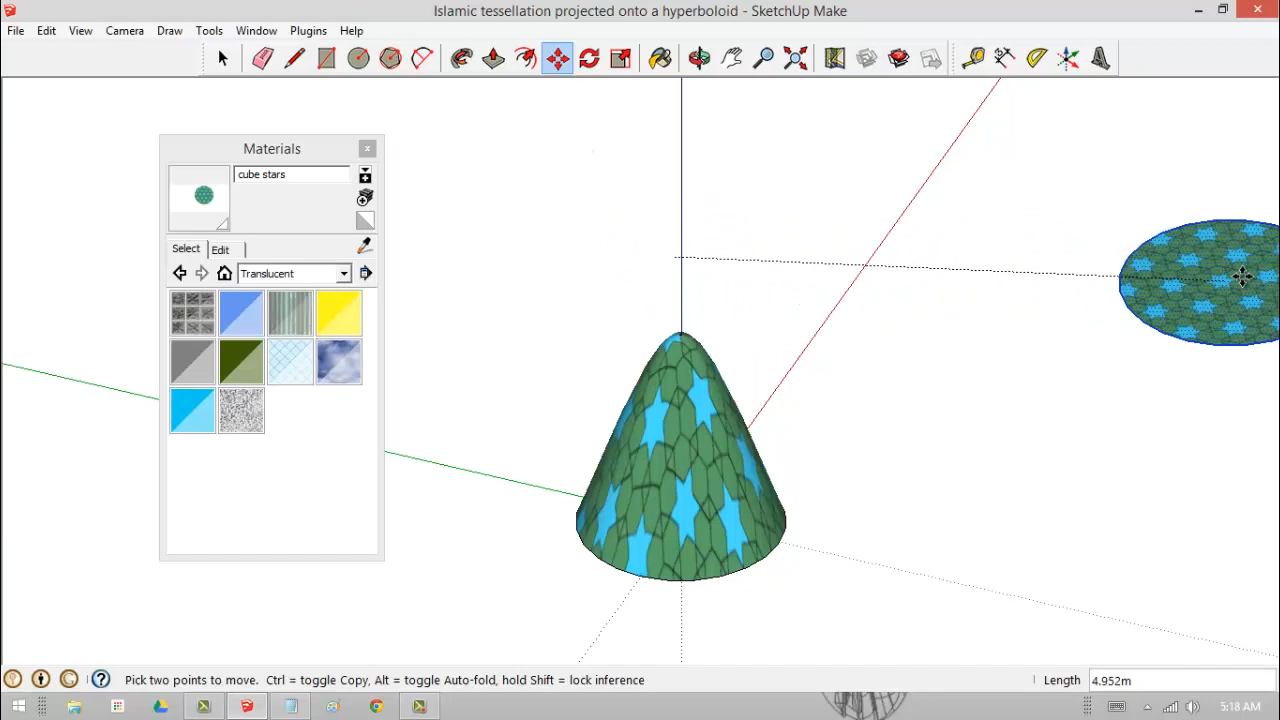 Islamic tessellation projected onto a hyperboloid - SketchUp Make
File Edit View Camera Draw Tools Window Plugins Help
Materials
cube stars
Select Edit
Translucent
Pick two points to move. Ctrl = toggle Copy, Alt = toggle Auto-fold, hold Shift = lock inference
Length 4.952m
5:18 AM